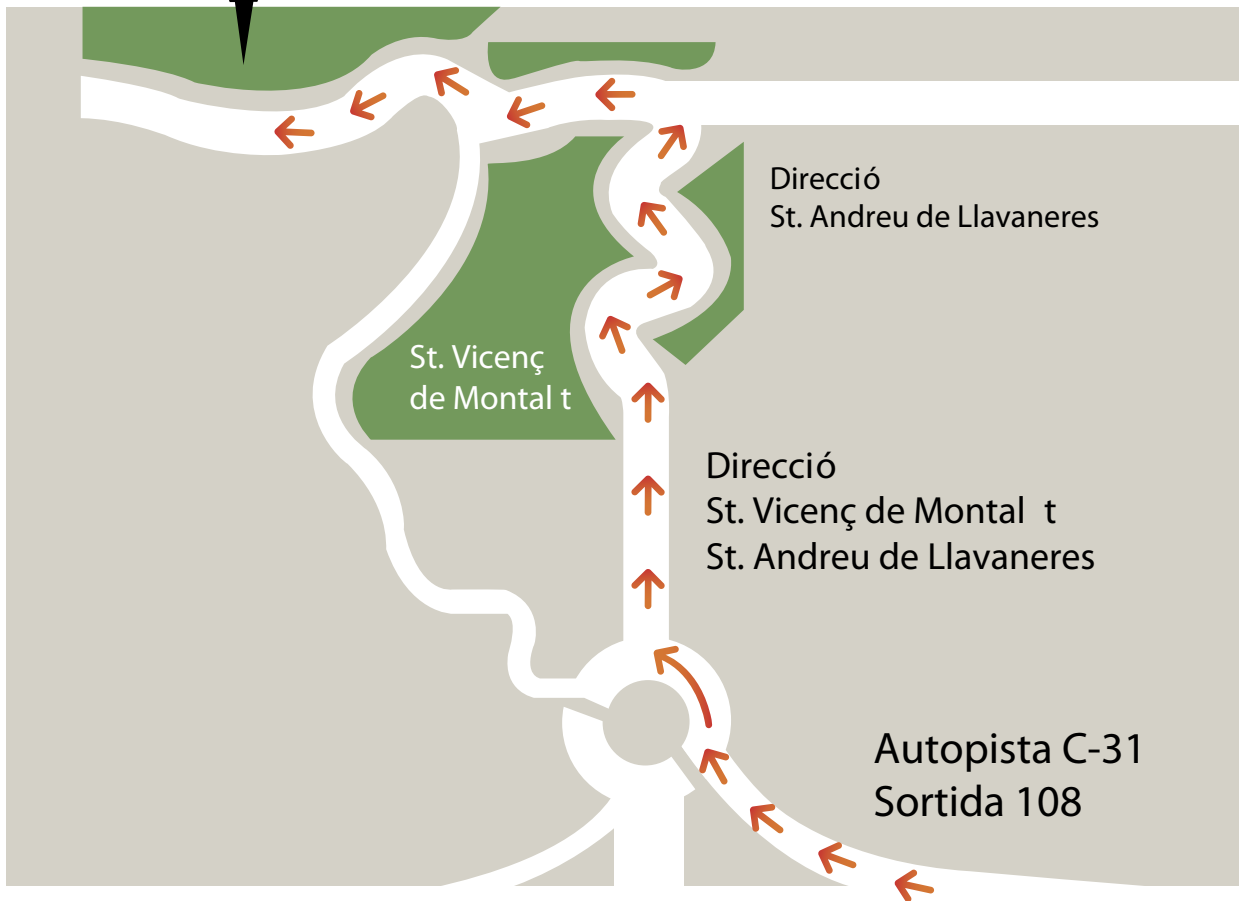 Direcció
St. Andreu de Llavaneres
St. Vicenç
de Montal t
Direcció
St. Vicenç de Montal t
St. Andreu de Llavaneres
Autopista C-31
Sortida 108